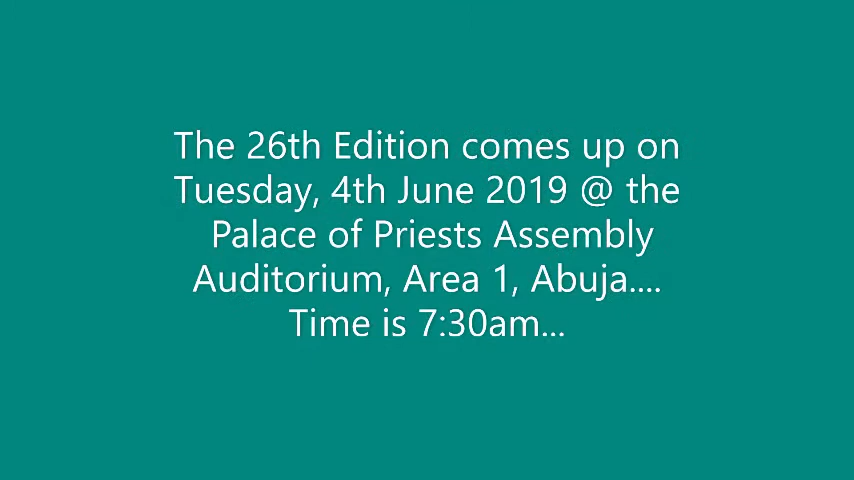 The 26th Edition comes up on
Tuesday, 4th June 2019 @ the
Palace of Priests Assembly
Auditorium, Area 1, Abuja....
Time is 7:30am...